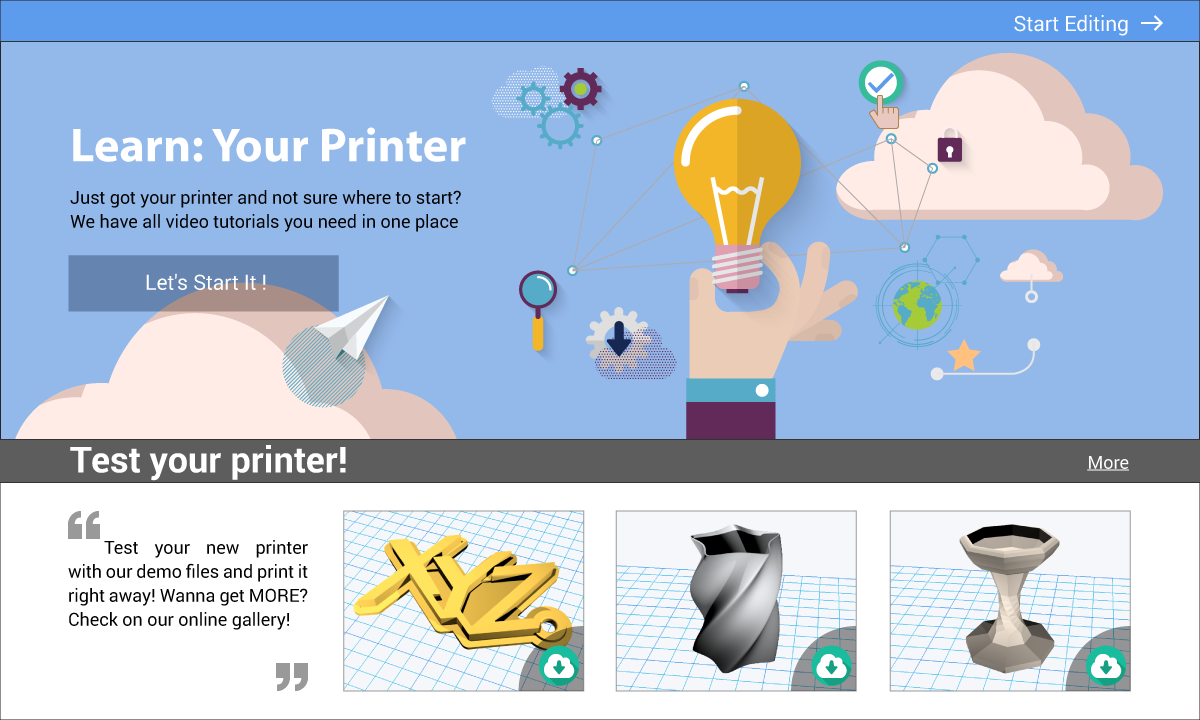 Start Editing
Learn: Your Printer
Just got your printer and not sure where to start?
We have all video tutorials you need in one place
Let's Start It !
Test your printer!
More
“ Test your new printer
with our demo files and print it
right away! Wanna get MORE?
Check on our online gallery!
”
XYZ